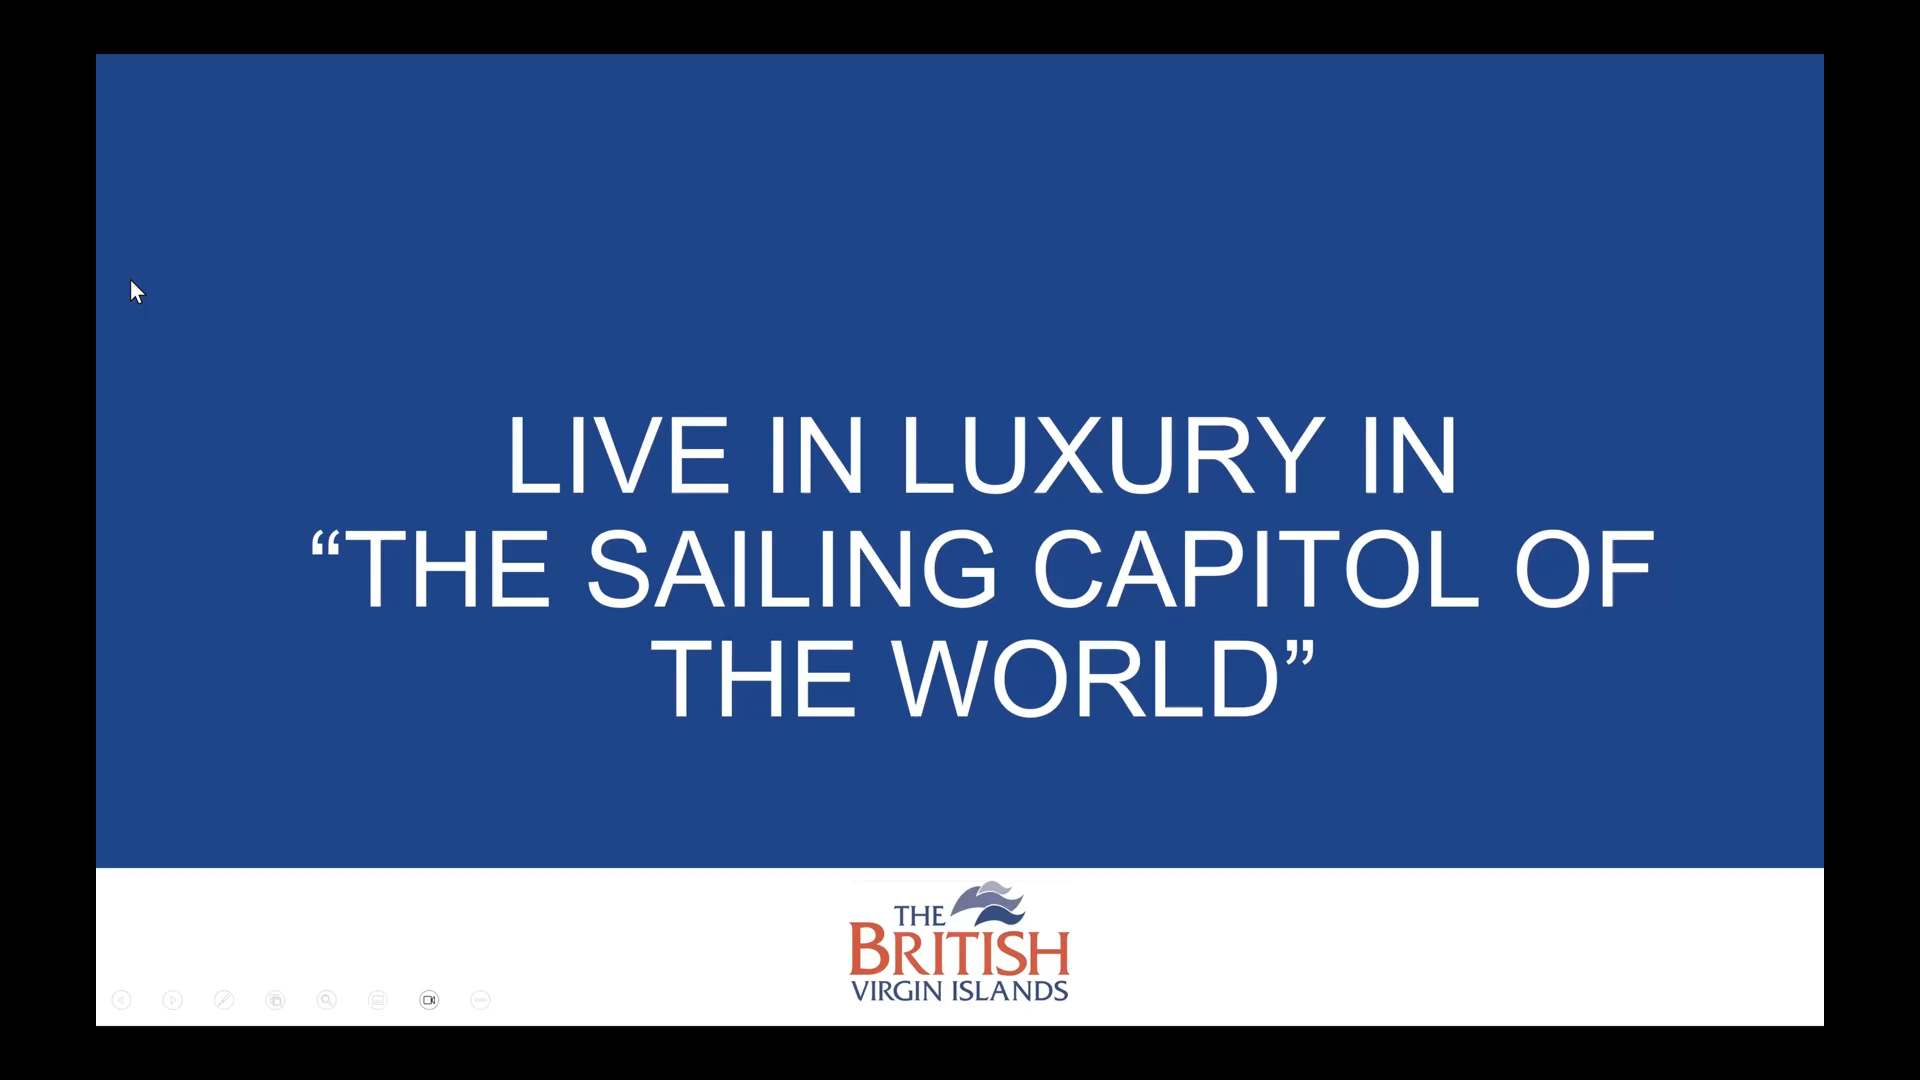 LIVE IN LUXURY IN
“THE SAILING CAPITOL OF
THE WORLD”
THE
BRITISH
VIRGIN ISLANDS